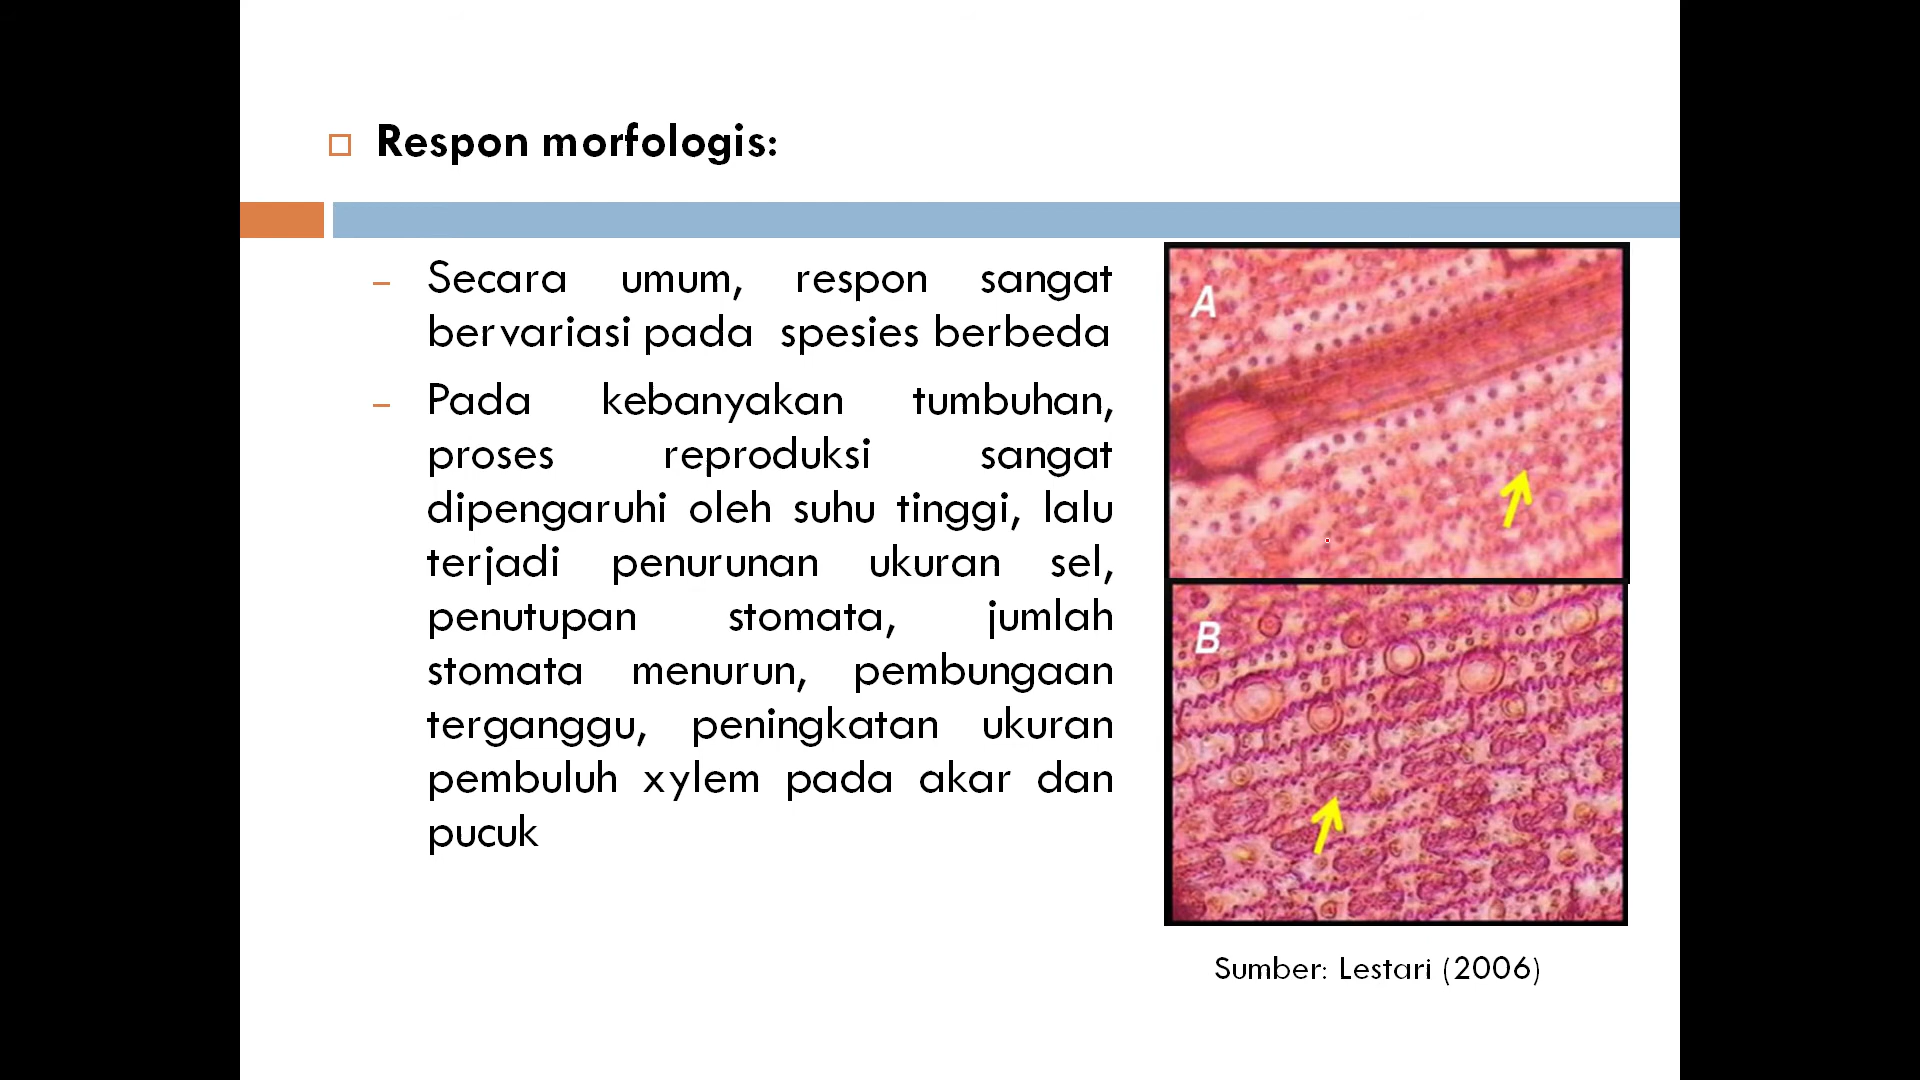 Respon morfologis:
– Secara umum, respon sangat
bervariasi pada spesies berbeda
– Pada kebanyakan tumbuhan,
proses reproduksi sangat
dipengaruhi oleh suhu tinggi, lalu
terjadi penurunan ukuran sel,
penutupan stomata, jumlah
stomata menurun, pembungaan
terganggu, peningkatan ukuran
pembuluh xylem pada akar dan
pucuk
A
B
Sumber: Lestari (2006)